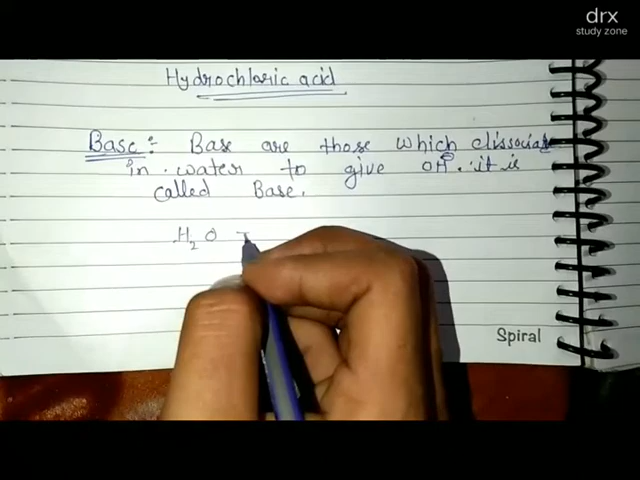 drx
study zone
Hydrochloric acid
Base :- Base are those which dissociate
in water to give OH⊖. it is
called Base.
H₂O
Spiral